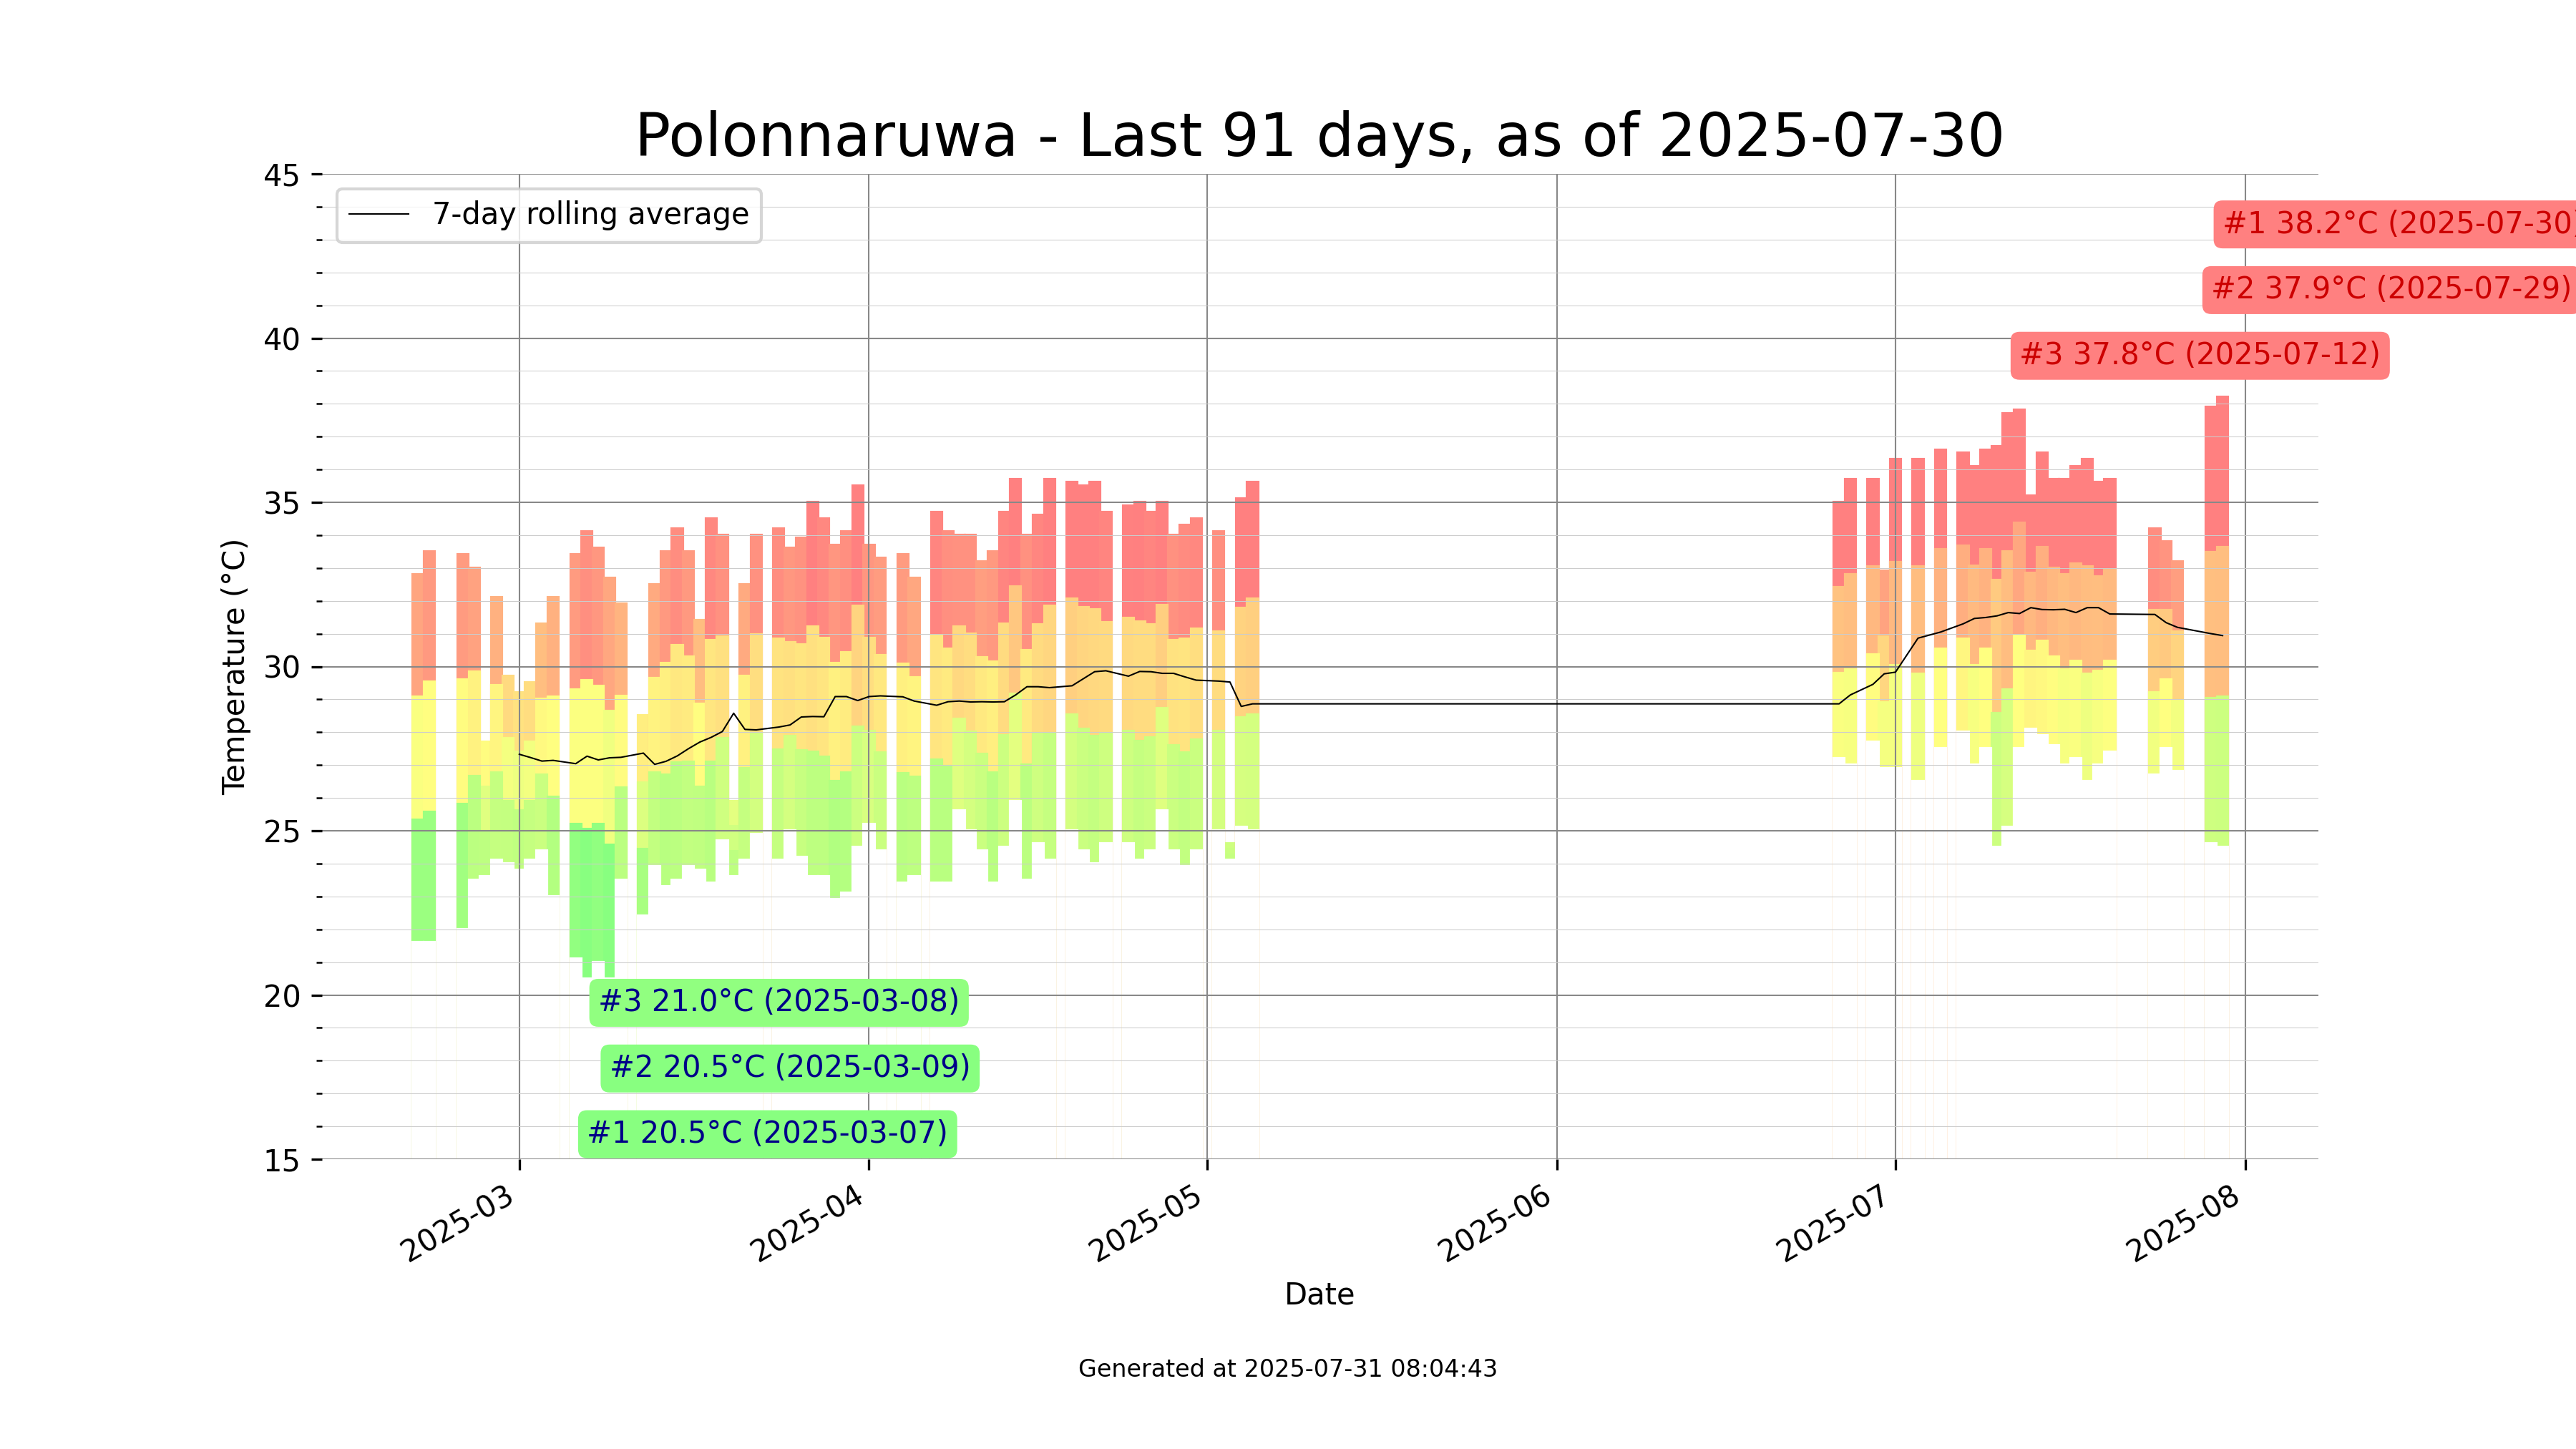 Polonnaruwa - Last 91 days, as of 2025-07-30
45
7-day rolling average
#1 38.2°C (2025-07-30)
#2 37.9°C (2025-07-29)
40
#3 37.8°C (2025-07-12)
35
Temperature (°C)
30
25
20
#3 21.0°C (2025-03-08)
#2 20.5°C (2025-03-09)
#1 20.5°C (2025-03-07)
15
2025-03
2025-04
2025-05
2025-06
2025-07
2025-08
Date
Generated at 2025-07-31 08:04:43